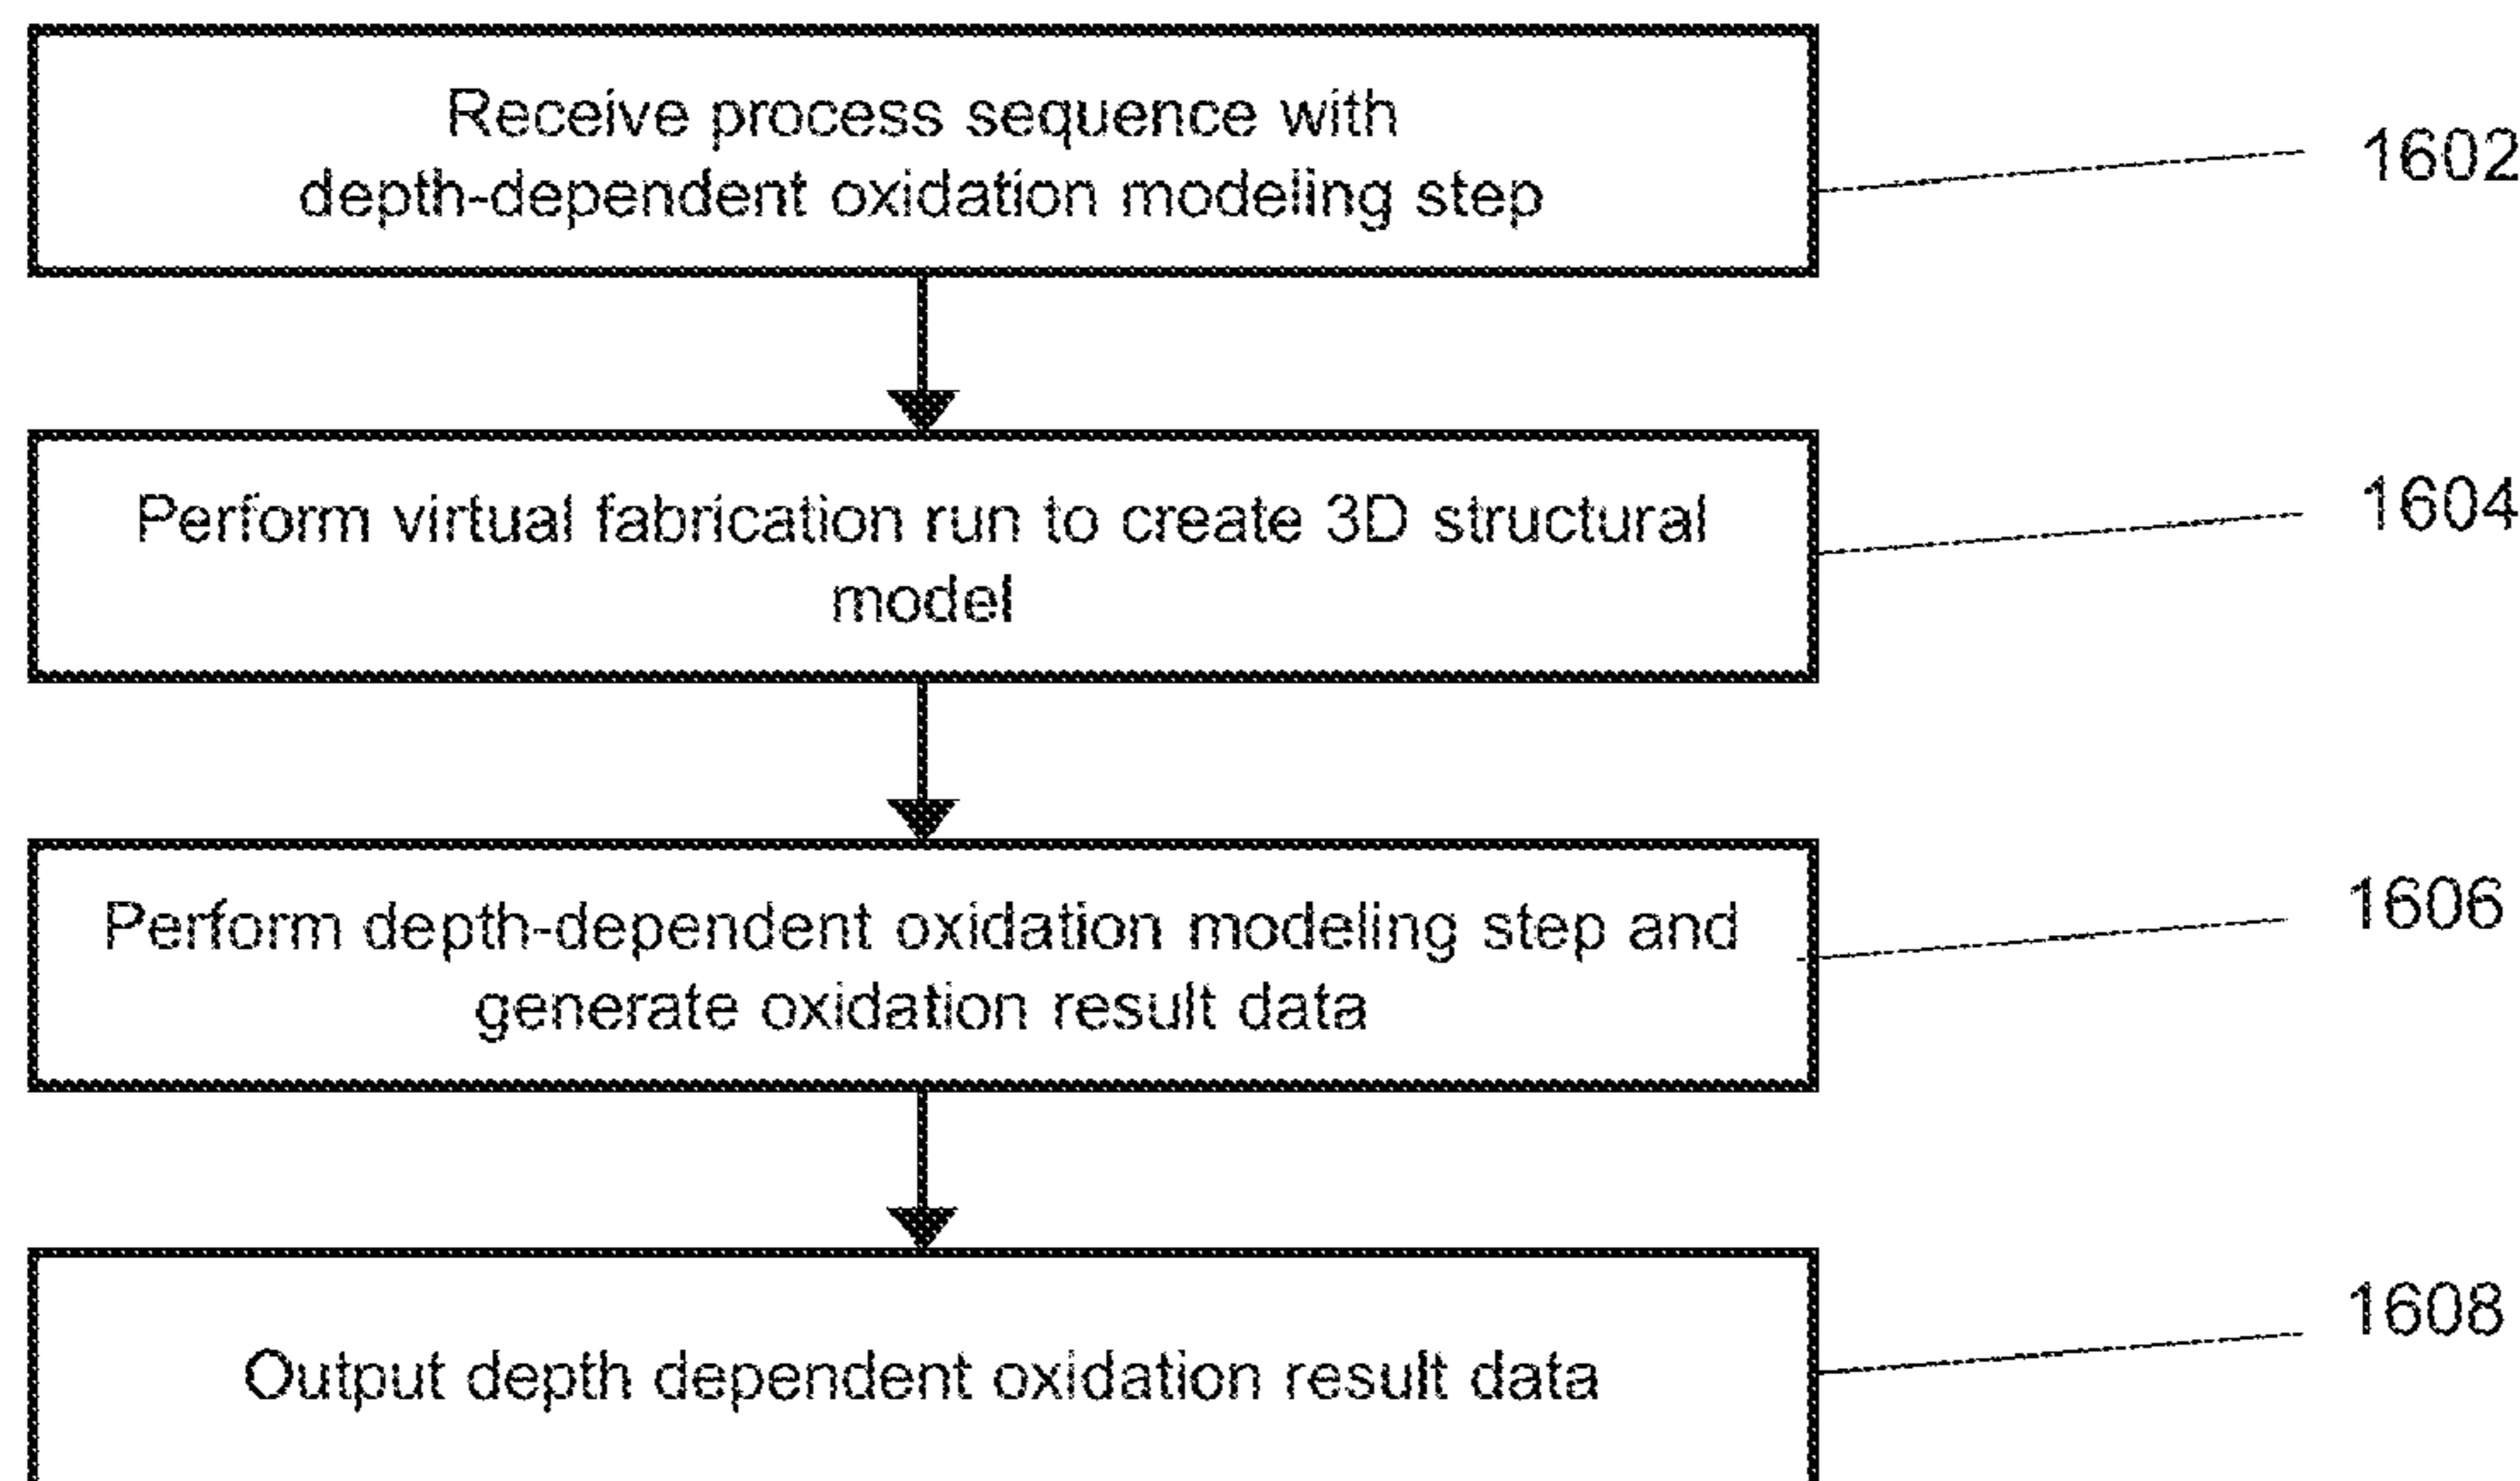 Receive process sequence with
depth-dependent oxidation modeling step
1602
Perform virtual fabrication run to create 3D structural
model
1604
Perform depth-dependent oxidation modeling step and
generate oxidation result data
1606
Output depth dependent oxidation result data
1608